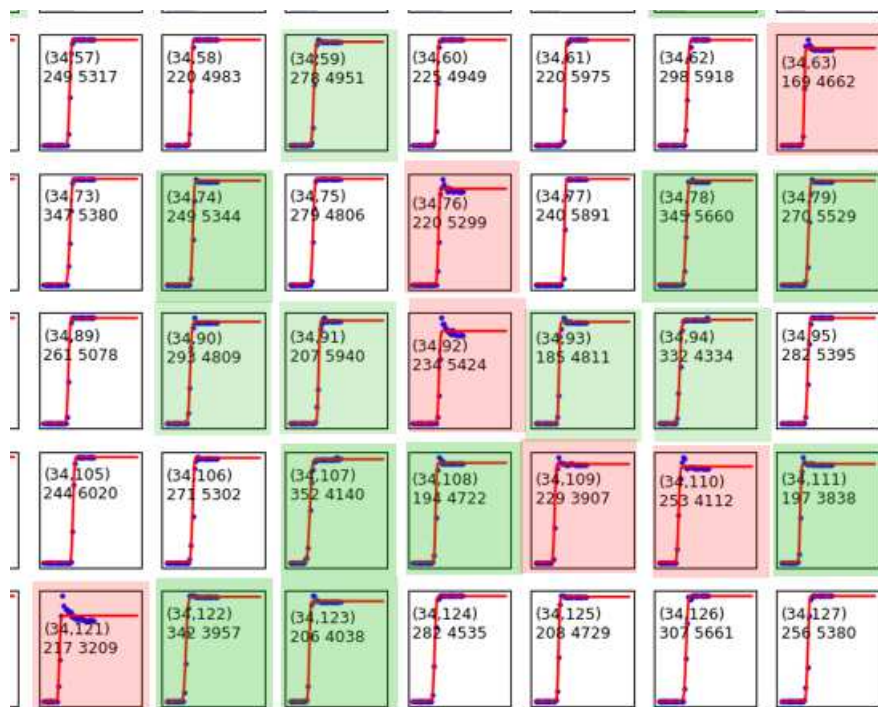 (34,57) (34,58) (34,59) (34,60) (34,61) (34,62) (34,63)
249 5317 220 4983 278 4951 225 4949 220 5975 298 5918 169 4662
(34,73) (34,74) (34,75) (34,76) (34,77) (34,78) (34,79)
347 5380 249 5344 279 4806 220 5299 240 5891 345 5660 270 5529
(34,89) (34,90) (34,91) (34,92) (34,93) (34,94) (34,95)
261 5078 293 4809 207 5940 234 5424 185 4811 332 4334 282 5395
(34,105) (34,106) (34,107) (34,108) (34,109) (34,110) (34,111)
244 6020 271 5302 352 4140 194 4722 229 3907 253 4112 197 3838
(34,121) (34,122) (34,123) (34,124) (34,125) (34,126) (34,127)
217 3209 342 3957 206 4038 282 4535 208 4729 307 5661 256 5380